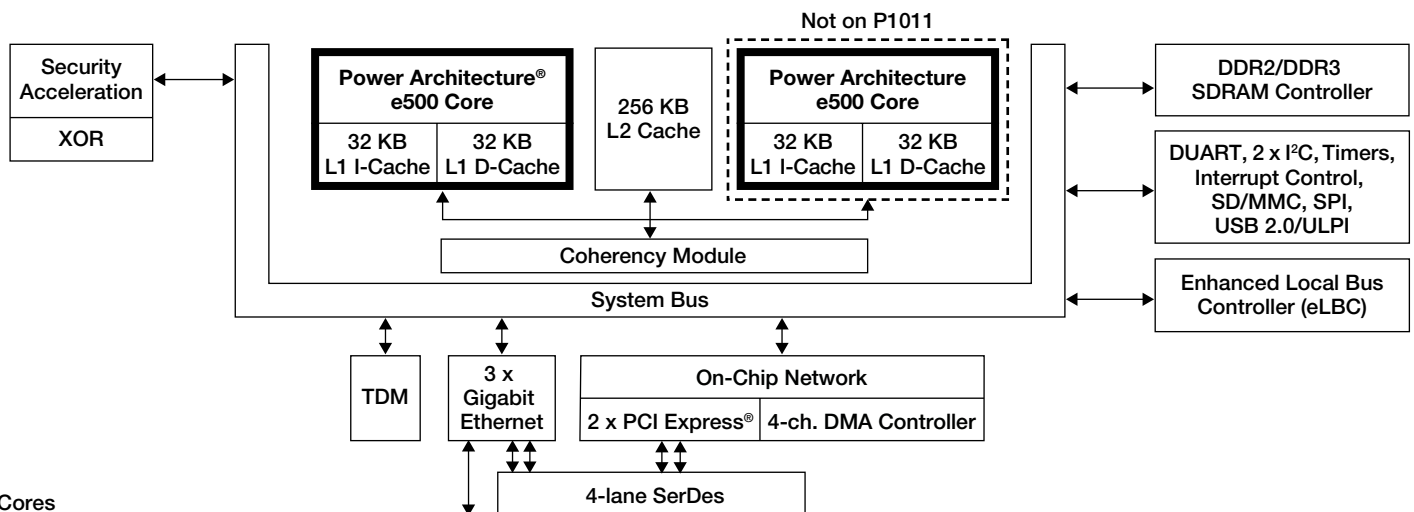 Not on P1011
Security
Acceleration
XOR
Power Architecture®
e500 Core
32 KB
L1 I-Cache
32 KB
L1 D-Cache
256 KB
L2 Cache
Power Architecture
e500 Core
32 KB
L1 I-Cache
32 KB
L1 D-Cache
DDR2/DDR3
SDRAM Controller
DUART, 2 x I²C, Timers,
Interrupt Control,
SD/MMC, SPI,
USB 2.0/ULPI
Coherency Module
System Bus
Enhanced Local Bus
Controller (eLBC)
TDM
3 x
Gigabit
Ethernet
On-Chip Network
2 x PCI Express®
4-ch. DMA Controller
4-lane SerDes
Cores